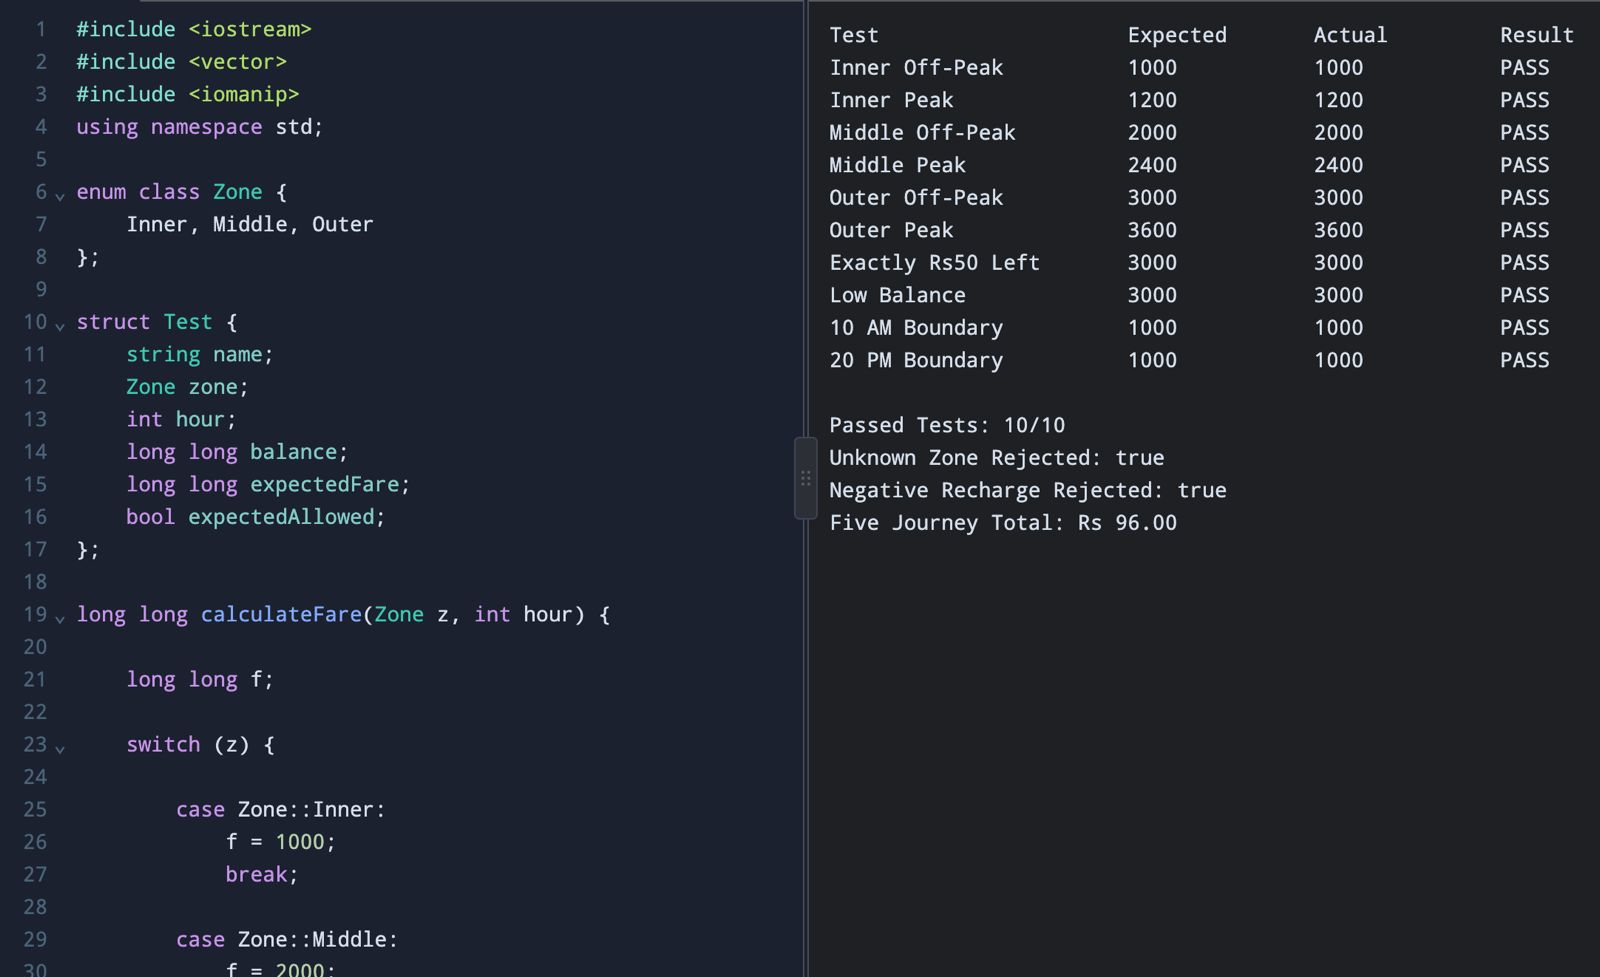 1 #include <iostream>
2 #include <vector>
3 #include <iomanip>
4 using namespace std;
5
6 enum class Zone {
7     Inner, Middle, Outer
8 };
9
10 struct Test {
11     string name;
12     Zone zone;
13     int hour;
14     long long balance;
15     long long expectedFare;
16     bool expectedAllowed;
17 };
18
19 long long calculateFare(Zone z, int hour) {
20
21     long long f;
22
23     switch (z) {
24
25         case Zone::Inner:
26             f = 1000;
27             break;
28
29         case Zone::Middle:
30             f = 2000;
Test Expected Actual Result
Inner Off-Peak 1000 1000 PASS
Inner Peak 1200 1200 PASS
Middle Off-Peak 2000 2000 PASS
Middle Peak 2400 2400 PASS
Outer Off-Peak 3000 3000 PASS
Outer Peak 3600 3600 PASS
Exactly Rs50 Left 3000 3000 PASS
Low Balance 3000 3000 PASS
10 AM Boundary 1000 1000 PASS
20 PM Boundary 1000 1000 PASS
Passed Tests: 10/10
Unknown Zone Rejected: true
Negative Recharge Rejected: true
Five Journey Total: Rs 96.00